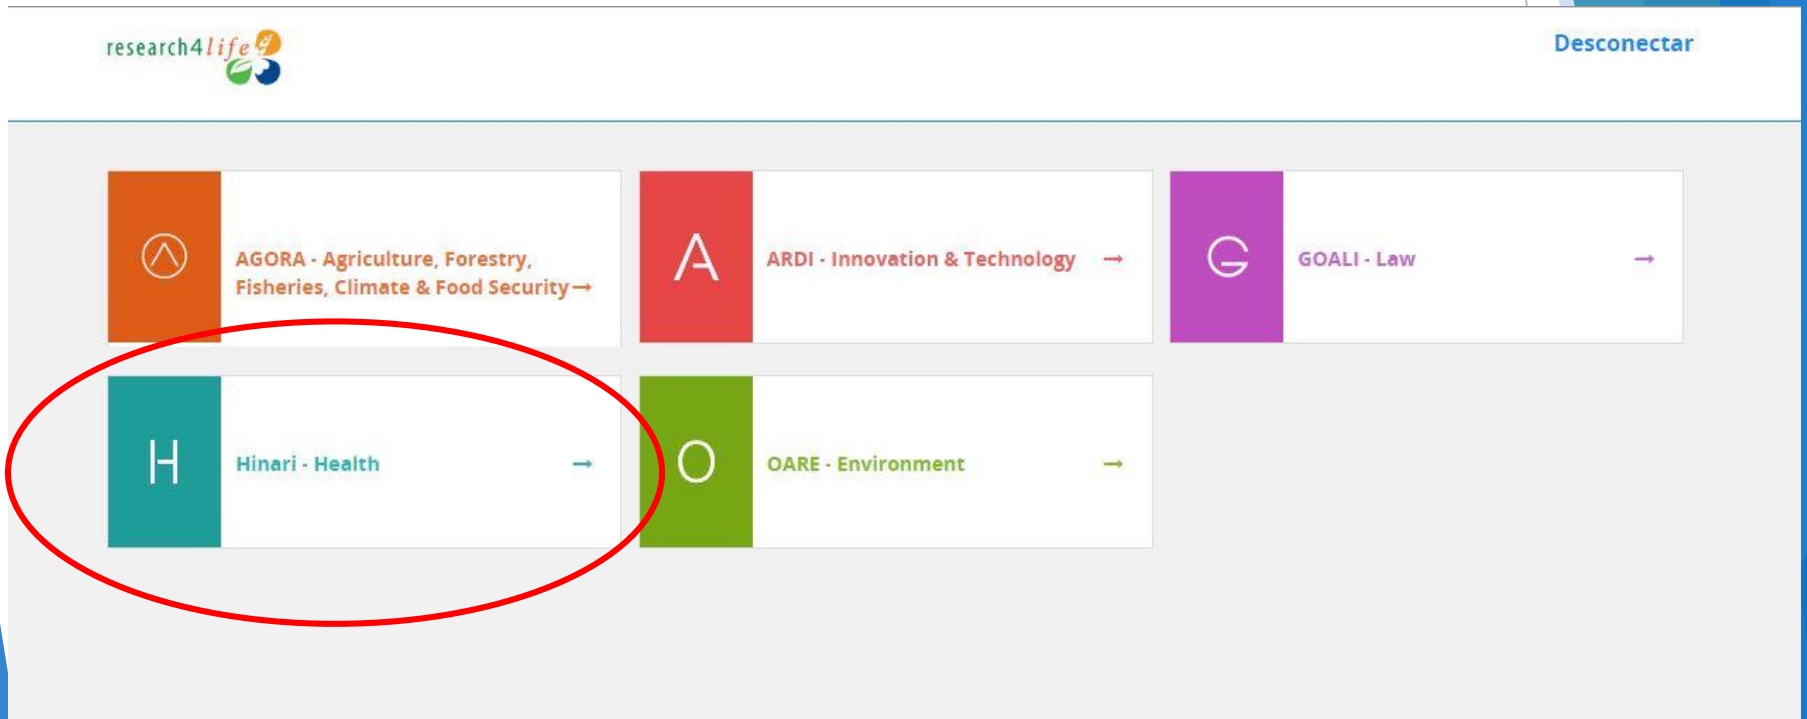 research4life
Desconectar
AGORA - Agriculture, Forestry,
Fisheries, Climate & Food Security→
A
ARDI - Innovation & Technology →
G
GOALI - Law →
H
Hinari - Health →
O
OARE - Environment →